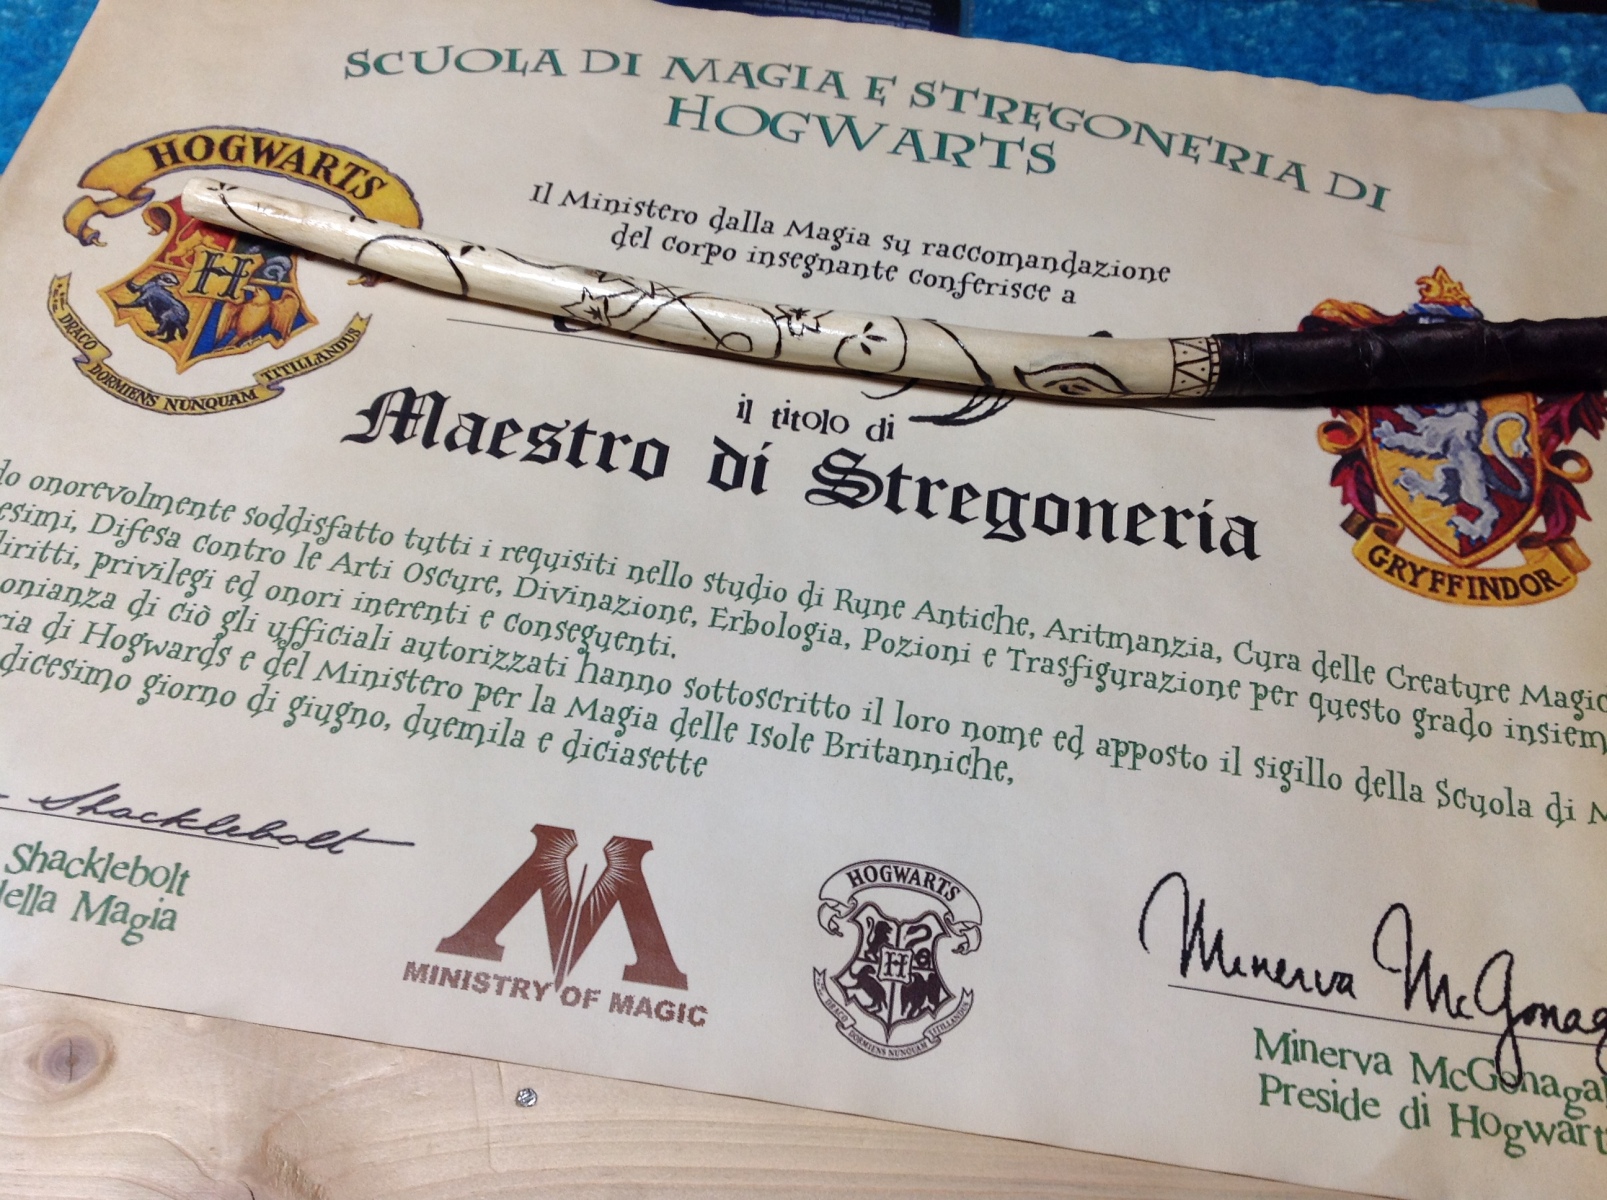 SCUOLA DI MAGIA E STREGONERIA DI
HOGWARTS
HOGWARTS
Il Ministero dalla Magia su raccomandazione
del corpo insegnante conferisce a
DRACO DORMIENS NUNQUAM TITILLANDUS
il titolo di
Maestro di Stregoneria
GRYFFINDOR
onorevolmente soddisfatto tutti i requisiti nello studio di Rune Antiche, Aritmanzia, Cura delle Creature Magic
esimi, Difesa contro le Arti Oscure, Divinazione, Erbologia, Pozioni e Trasfigurazione per questo grado insiem
diritti, privilegi ed onori inerenti e conseguenti.
onianza di ciò gli ufficiali autorizzati hanno sottoscritto il loro nome ed apposto il sigillo della Scuola di M
ria di Hogwards e del Ministero per la Magia delle Isole Britanniche,
dicesimo giorno di giugno, duemila e diciasette
Shacklebolt
Shacklebolt
della Magia
MINISTRY OF MAGIC
HOGWARTS
DRACO DORMIENS NUNQUAM TITILLANDUS
Minerva McGonag
Minerva McGonagal
Preside di Hogwart